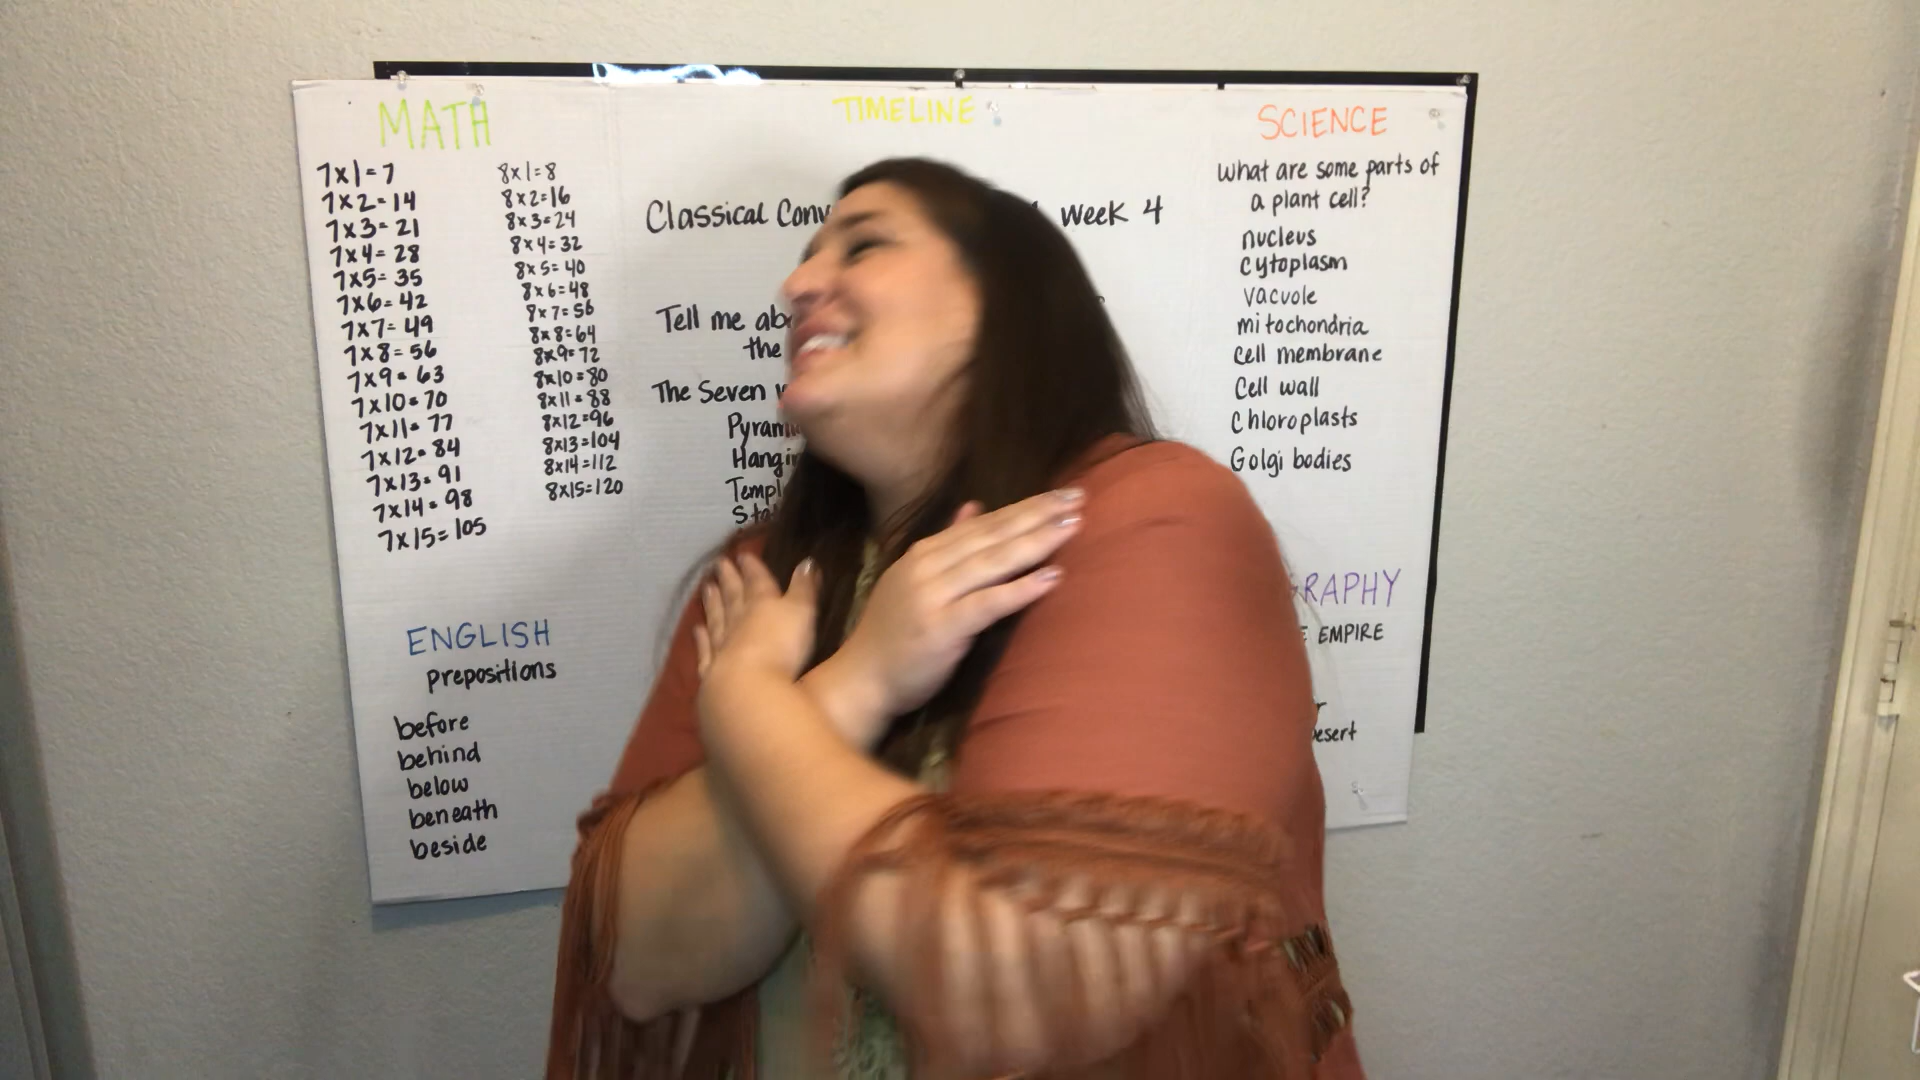 MATH
7x1=7
7x2=14
7x3=21
7x4=28
7x5=35
7x6=42
7x7=49
7x8=56
7x9=63
7x10=70
7x11=77
7x12=84
7x13=91
7x14=98
7x15=105
8x1=8
8x2=16
8x3=24
8x4=32
8x5=40
8x6=48
8x7=56
8x8=64
8x9=72
8x10=80
8x11=88
8x12=96
8x13=104
8x14=112
8x15=120
ENGLISH
prepositions
before
behind
below
beneath
beside
TIMELINE
Classical week 4
Tell me
the
The Seven
SCIENCE
What are some parts of
a plant cell?
nucleus
cytoplasm
vacuole
mitochondria
cell membrane
Cell wall
Chloroplasts
Golgi bodies
EMPIRE